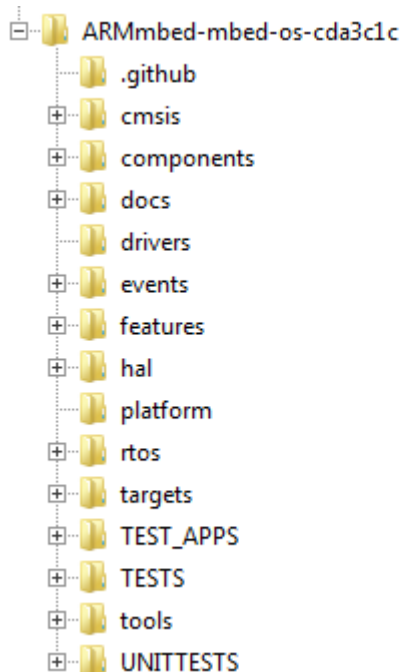 ARMmbed-mbed-os-cda3c1c
.github
cmsis
components
docs
drivers
events
features
hal
platform
rtos
targets
TEST_APPS
TESTS
tools
UNITTESTS